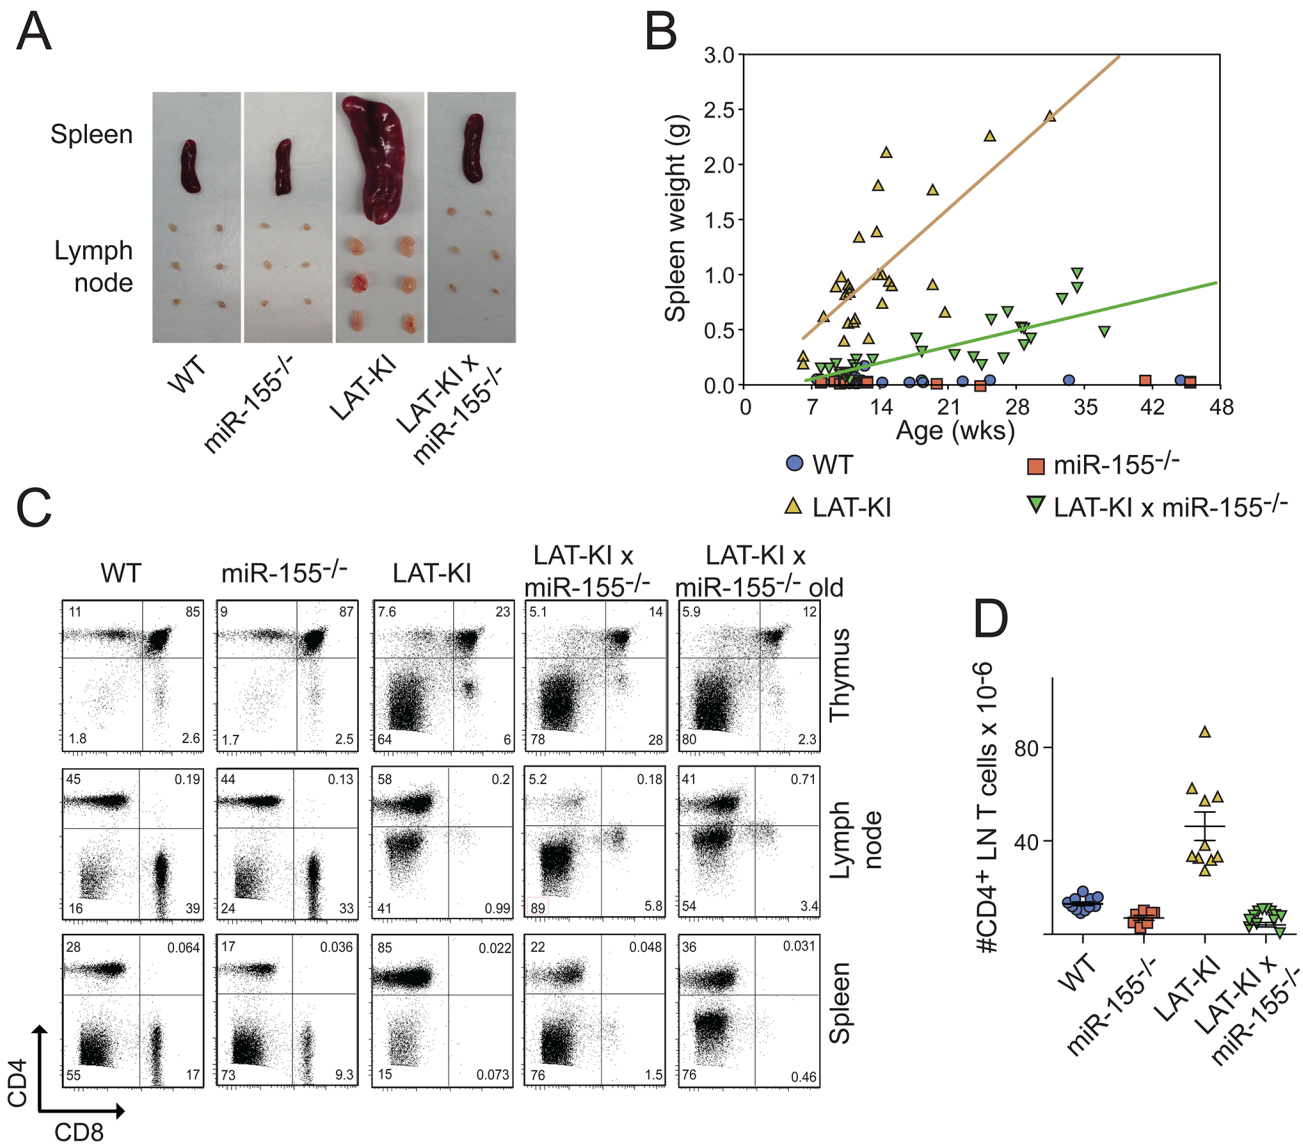 A
Spleen
Lymph
node
WT
miR-155-/-
LAT-KI
LAT-KI x
miR-155-/-
B
Spleen weight (g)
3.0
2.5
2.0
1.5
1.0
0.5
0.0
0 7 14 21 28 35 42 48
Age (wks)
WT
miR-155-/-
LAT-KI
LAT-KI x miR-155-/-
C
WT
miR-155-/-
LAT-KI
LAT-KI x
miR-155-/-
LAT-KI x
miR-155-/- old
11 85 9 87 7.6 23 5.1 14 5.9 12
1.8 2.6 1.7 2.5 64 6 78 28 80 2.3
Thymus
45 0.19 44 0.13 58 0.2 5.2 0.18 41 0.71
16 39 24 33 41 0.99 89 5.8 54 3.4
Lymph
node
28 0.064 17 0.036 85 0.022 22 0.048 36 0.031
55 17 73 9.3 15 0.073 76 1.5 76 0.46
Spleen
CD4
CD8
D
#CD4+ LN T cells x 10-6
80
40
WT
miR-155-/-
LAT-KI
LAT-KI x
miR-155-/-